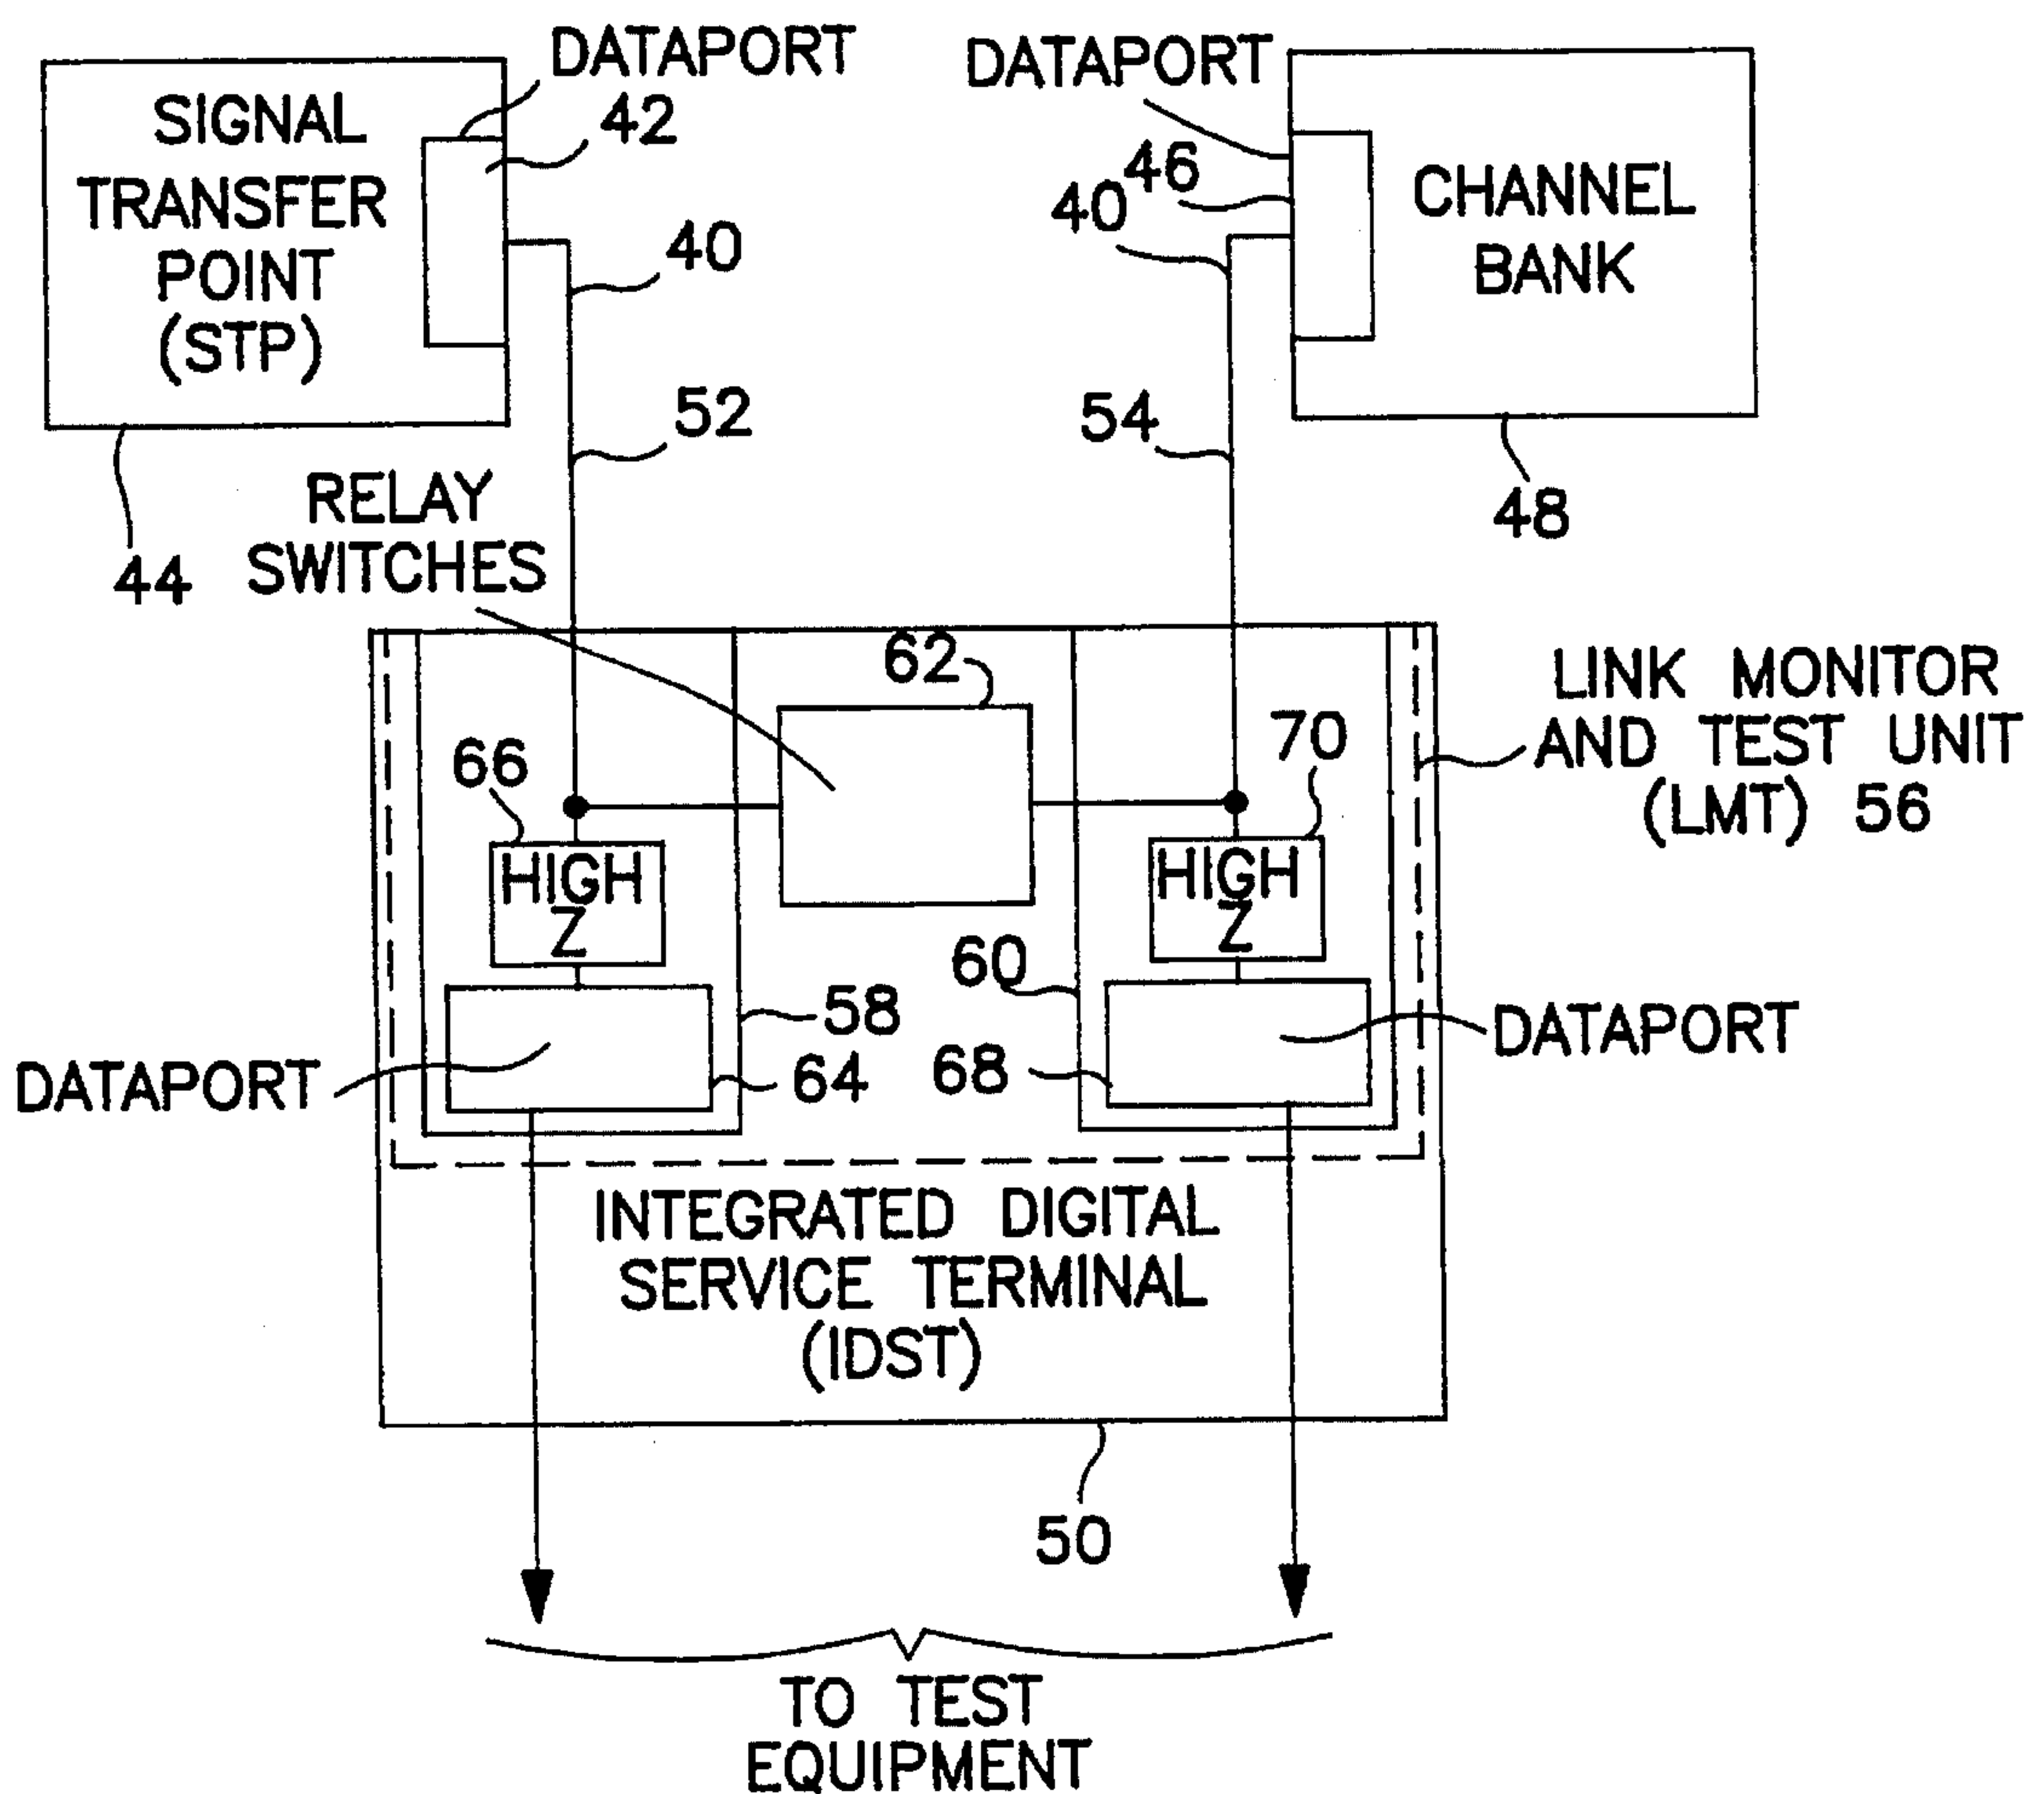 DATAPORT
42
SIGNAL
TRANSFER
POINT
(STP)
40
52
44
DATAPORT
46
40
CHANNEL
BANK
54
48
RELAY
SWITCHES
62
66
70
HIGH
Z
HIGH
Z
LINK MONITOR
AND TEST UNIT
(LMT) 56
60
58
DATAPORT
64
68
DATAPORT
INTEGRATED DIGITAL
SERVICE TERMINAL
(IDST)
50
TO TEST
EQUIPMENT